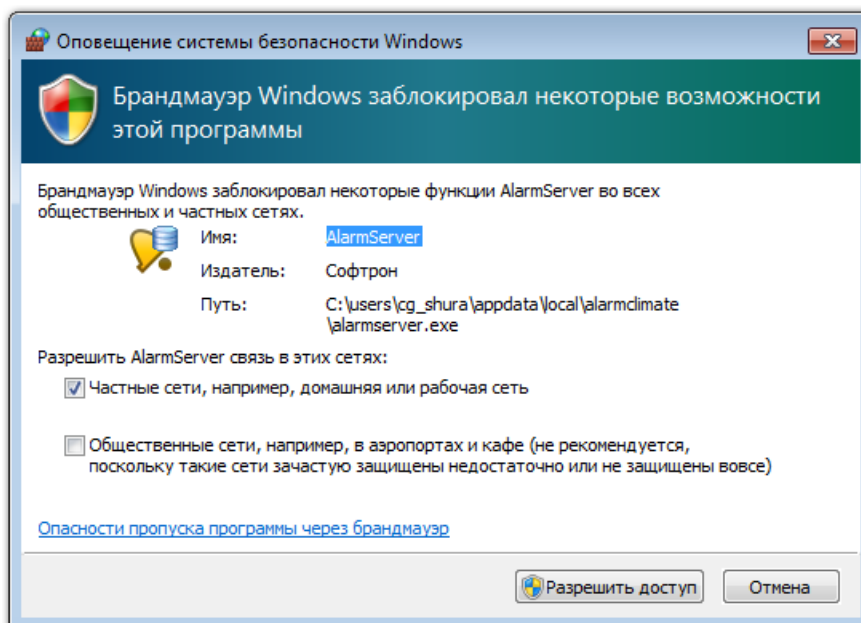 Оповещение системы безопасности Windows
Брандмауэр Windows заблокировал некоторые возможности
этой программы
Брандмауэр Windows заблокировал некоторые функции AlarmServer во всех
общественных и частных сетях.
Имя: AlarmServer
Издатель: Софтрон
Путь: C:\users\cg_shura\appdata\local\alarmclimate
\alarmserver.exe
Разрешить AlarmServer связь в этих сетях:
Частные сети, например, домашняя или рабочая сеть
Общественные сети, например, в аэропортах и кафе (не рекомендуется,
поскольку такие сети зачастую защищены недостаточно или не защищены вовсе)
Опасности пропуска программы через брандмауэр
Разрешить доступ Отмена